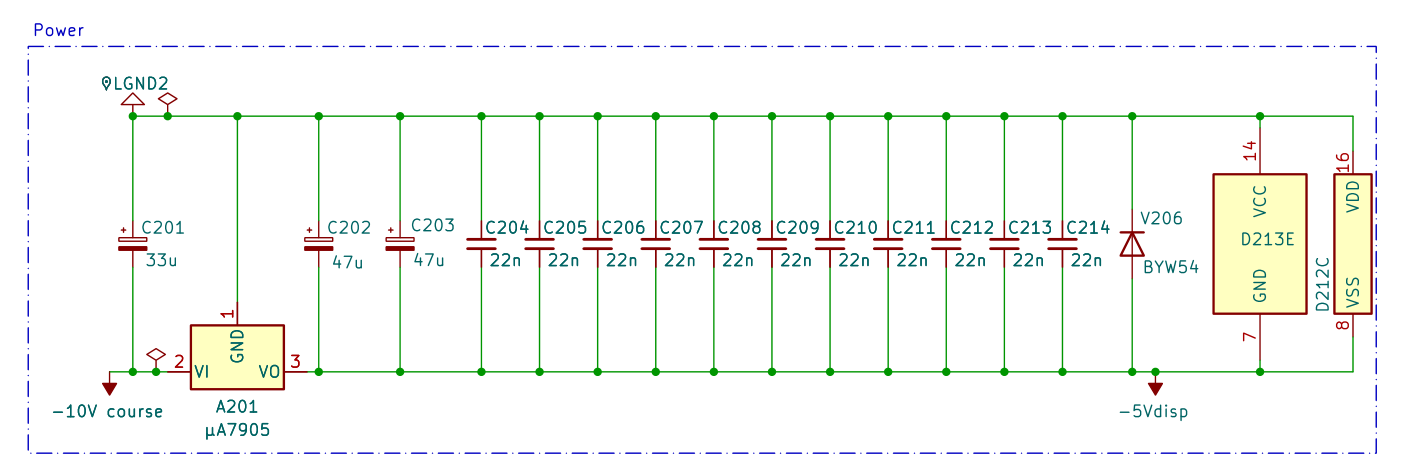 Power
LGND2
C201
33u
C202
47u
C203
47u
C204
22n
C205
22n
C206
22n
C207
22n
C208
22n
C209
22n
C210
22n
C211
22n
C212
22n
C213
22n
C214
22n
V206
BYW54
14
VCC
D213E
GND
7
16
VDD
D212C
VSS
8
1
GND
2
VI
VO
3
A201
µA7905
-10V course
-5Vdisp